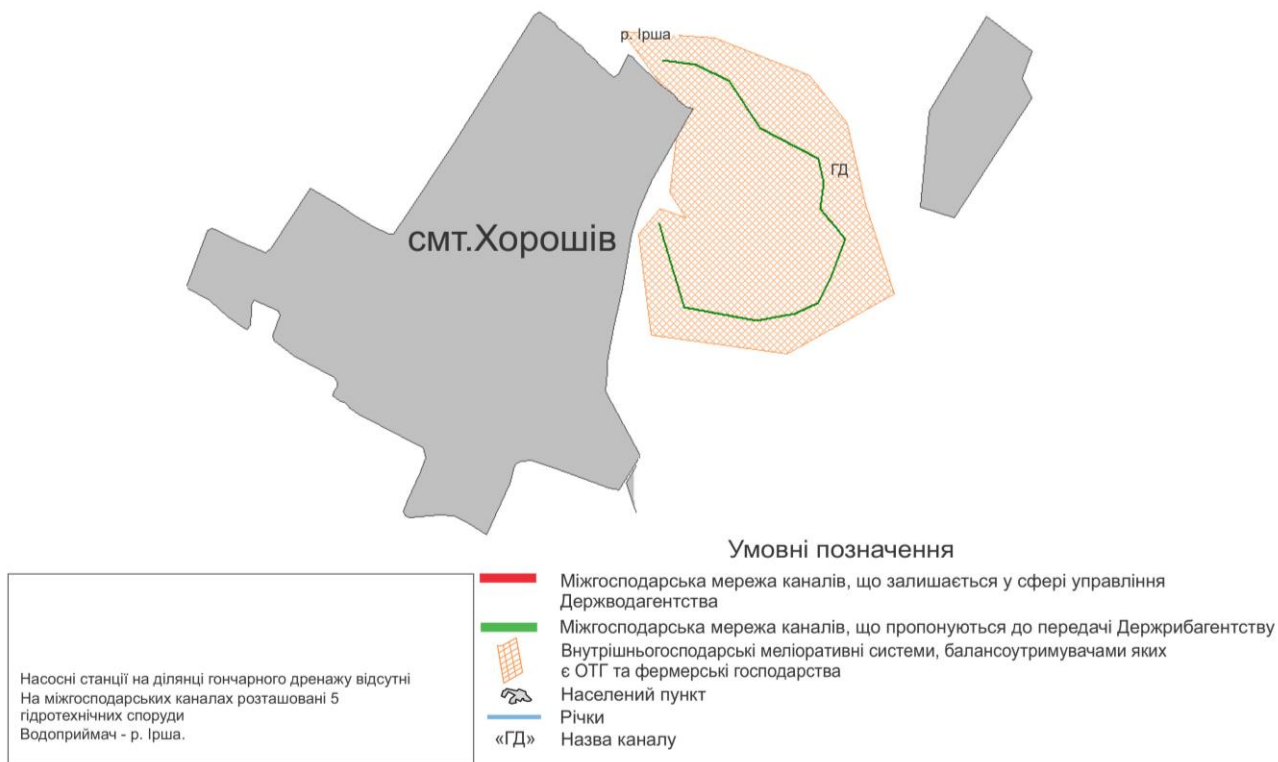 р. Ірша
ГД
смт.Хорошів
Умовні позначення
Міжгосподарська мережа каналів, що залишається у сфері управління
Держводагентства
Міжгосподарська мережа каналів, що пропонуються до передачі Держрибагентству
Внутрішньогосподарські меліоративні системи, балансоутримувачами яких
є ОТГ та фермерські господарства
Населений пункт
Річки
«ГД» Назва каналу
Насосні станції на ділянці гончарного дренажу відсутні
На міжгосподарських каналах розташовані 5
гідротехнічних споруди
Водоприймач - р. Ірша.